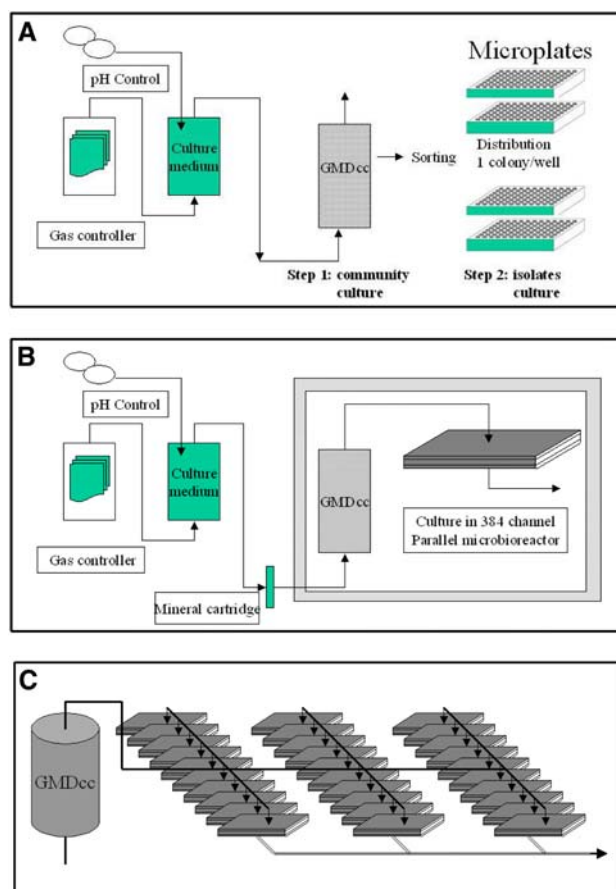 A
pH Control
Culture
medium
Gas controller
GMDcc
Sorting
Microplates
Distribution
1 colony/well
Step 1: community
culture
Step 2: isolates
culture
B
pH Control
Culture
medium
Gas controller
Mineral cartridge
GMDcc
Culture in 384 channel
Parallel microbioreactor
C
GMDcc